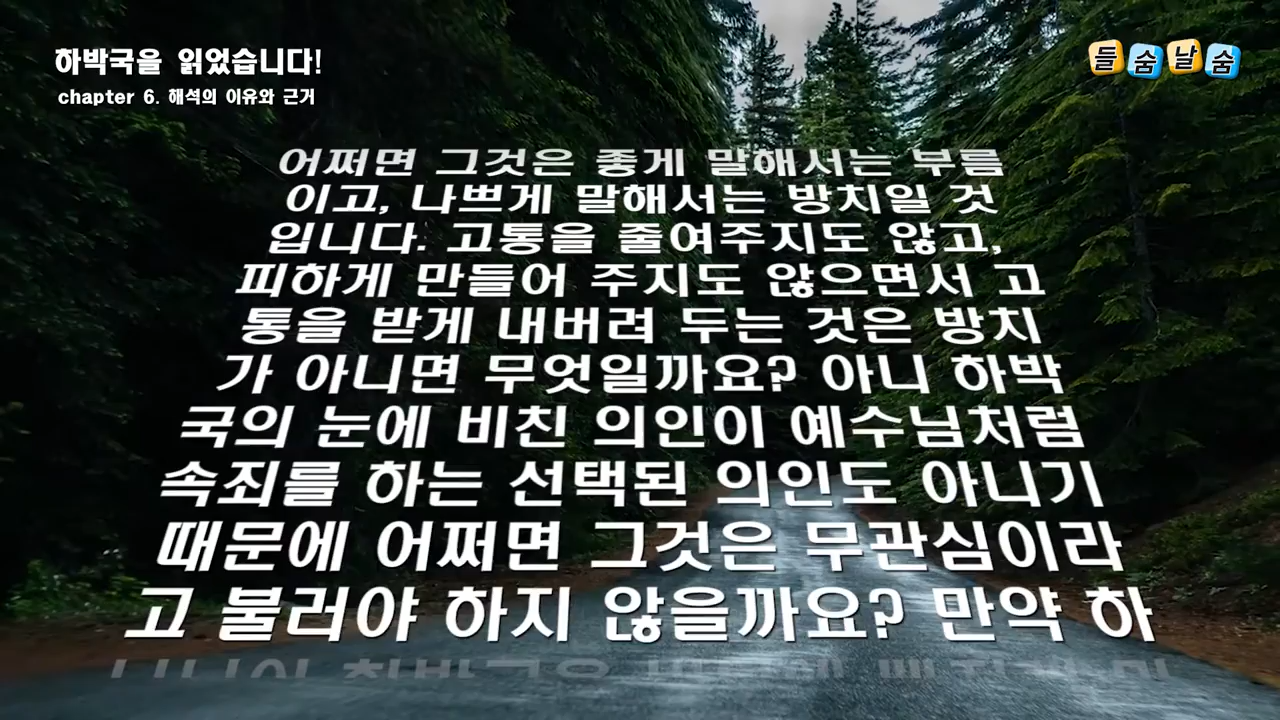 하박국을 읽었습니다!
chapter 6. 해석의 이유와 근거
들숨날숨
어쩌면 그것은 좋게 말해서는 부름
이고, 나쁘게 말해서는 방치일 것
입니다. 고통을 줄여주지도 않고,
피하게 만들어 주지도 않으면서 고
통을 받게 내버려 두는 것은 방치
가 아니면 무엇일까요? 아니 하박
국의 눈에 비친 의인이 예수님처럼
속죄를 하는 선택된 의인도 아니기
때문에 어쩌면 그것은 무관심이라
고 불러야 하지 않을까요? 만약 하